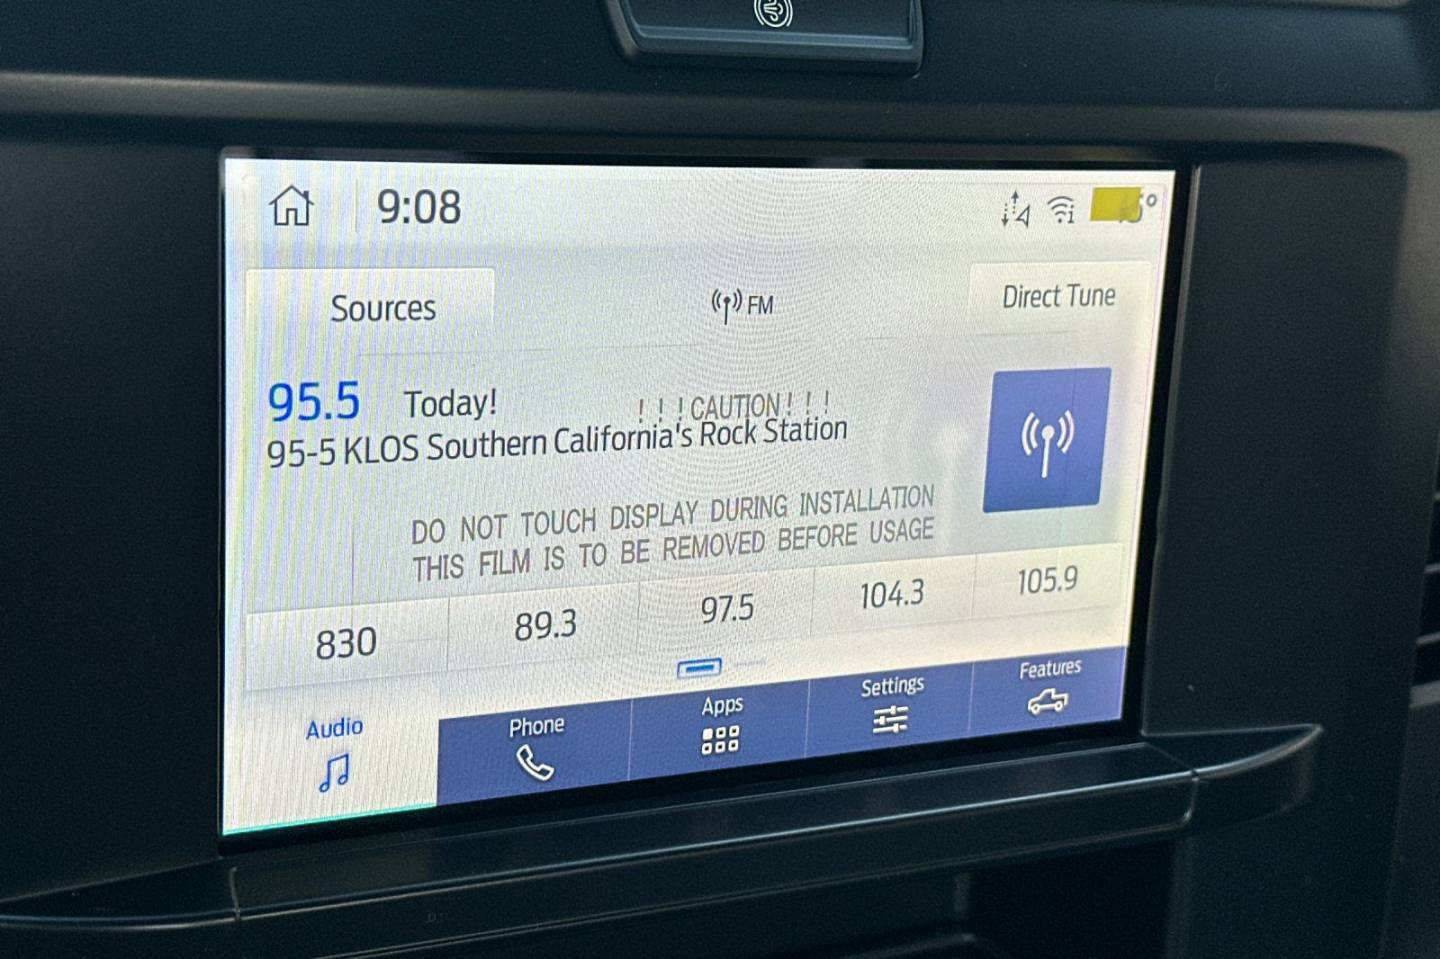 9:08
Sources
FM
Direct Tune
95.5 Today!
! ! ! CAUTION ! ! !
95-5 KLOS Southern California's Rock Station
DO NOT TOUCH DISPLAY DURING INSTALLATION
THIS FILM IS TO BE REMOVED BEFORE USAGE
830 89.3 97.5 104.3 105.9
Audio Phone Apps Settings Features